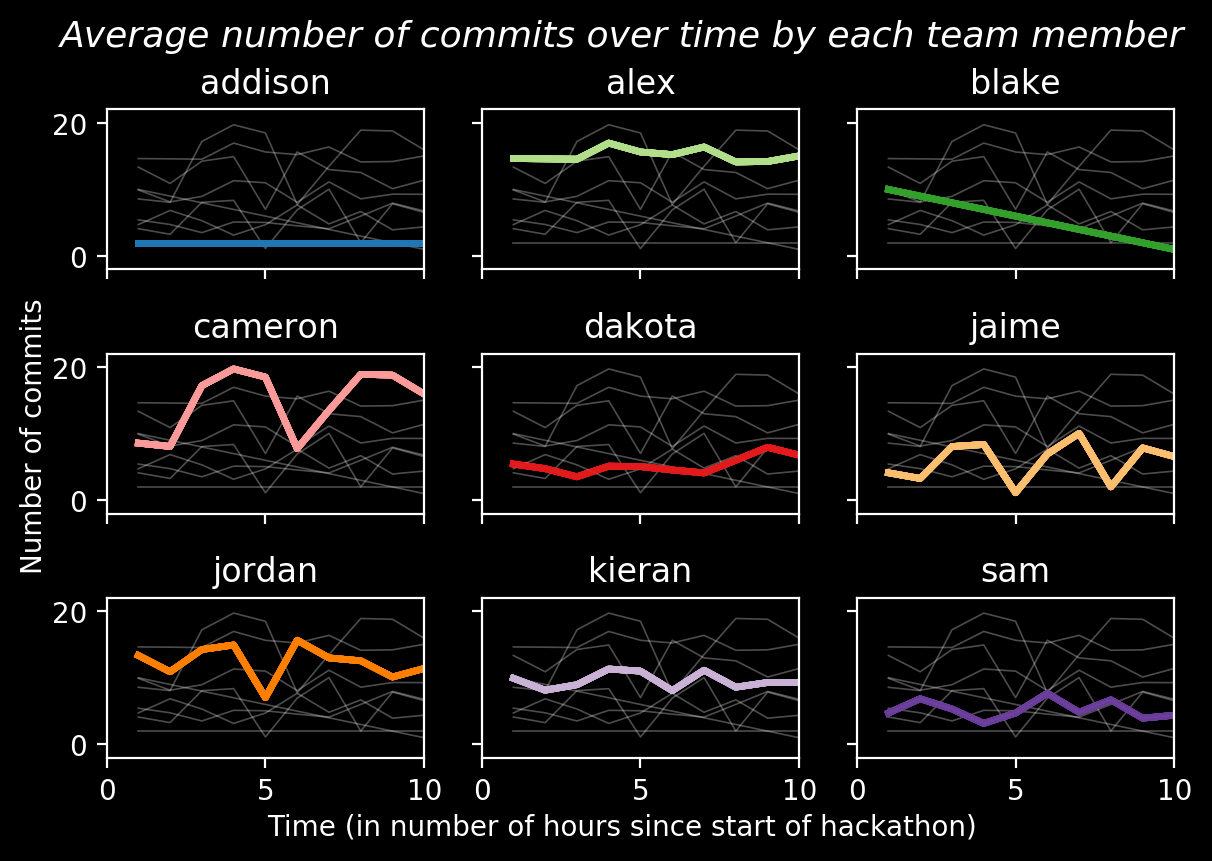 Average number of commits over time by each team member
addison
alex
blake
20
0
cameron
dakota
jaime
20
0
Number of commits
jordan
kieran
sam
20
0
0
5
10
0
5
10
0
5
10
Time (in number of hours since start of hackathon)